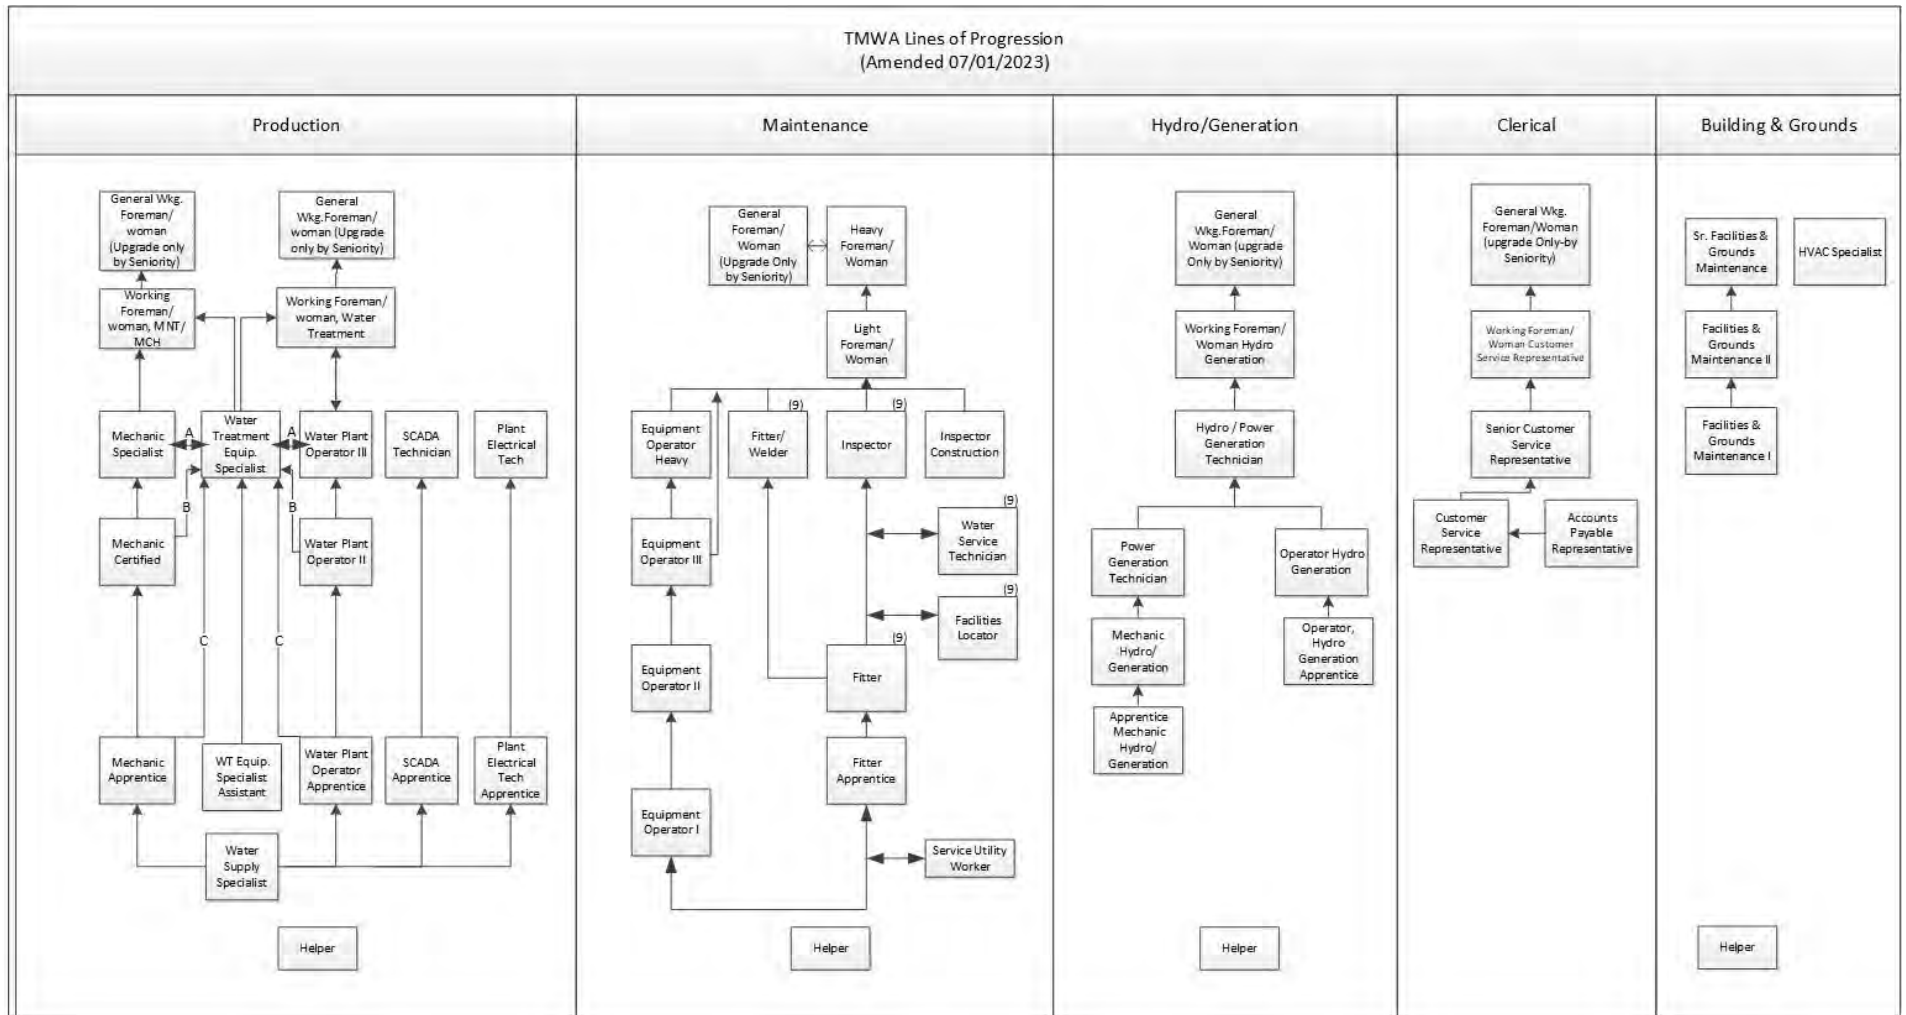 TMWA Lines of Progression
(Amended 07/01/2023)
Production
Maintenance
Hydro/Generation
Clerical
Building & Grounds
General Wkg.
Foreman/
woman
(Upgrade only
by Seniority)
General
Wkg.Foreman/
woman (Upgrade
only by Seniority)
Working
Foreman/
woman, MNT/
MCH
Working Foreman/
woman, Water
Treatment
Mechanic
Specialist
A
Water
Treatment
Equip.
Specialist
A
Water Plant
Operator III
SCADA
Technician
Plant
Electrical
Tech
B
B
Mechanic
Certified
Water Plant
Operator II
C
C
Mechanic
Apprentice
WT Equip.
Specialist
Assistant
Water Plant
Operator
Apprentice
SCADA
Apprentice
Plant
Electrical
Tech
Apprentice
Water
Supply
Specialist
Helper
General
Foreman/
Woman
(Upgrade Only
by Seniority)
Heavy
Foreman/
Woman
Light
Foreman/
Woman
Equipment
Operator
Heavy
(9)
Fitter/
Welder
(9)
Inspector
Inspector
Construction
Equipment
Operator III
(9)
Water
Service
Technician
(9)
Facilities
Locator
Equipment
Operator II
(9)
Fitter
Fitter
Apprentice
Equipment
Operator I
Service Utility
Worker
Helper
General
Wkg.Foreman/
Woman (upgrade
Only by Seniority)
Working Foreman/
Woman Hydro
Generation
Hydro / Power
Generation
Technician
Power
Generation
Technician
Operator Hydro
Generation
Mechanic
Hydro/
Generation
Operator,
Hydro
Generation
Apprentice
Apprentice
Mechanic
Hydro/
Generation
Helper
General Wkg.
Foreman/Woman
(upgrade Only-by
Seniority)
Working Foreman/
Woman Customer
Service Representative
Senior Customer
Service
Representative
Customer
Service
Representative
Accounts
Payable
Representative
Sr. Facilities &
Grounds
Maintenance
HVAC Specialist
Facilities &
Grounds
Maintenance II
Facilities &
Grounds
Maintenance I
Helper